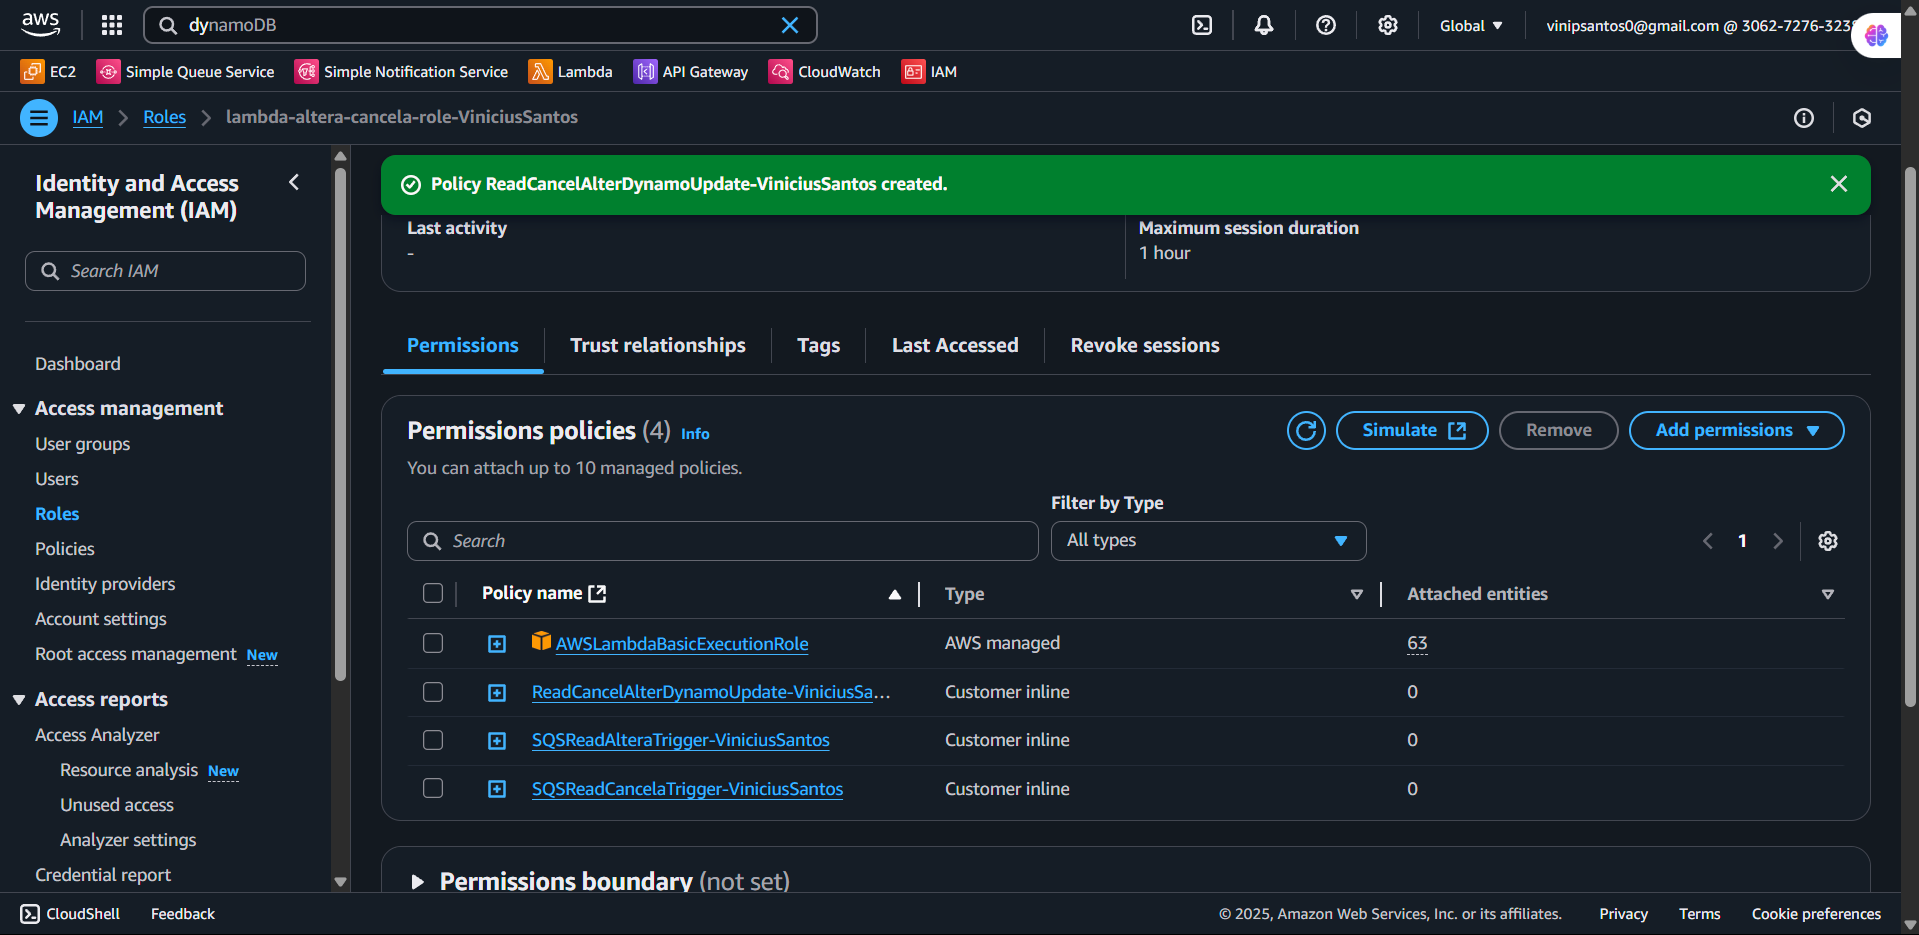 aws
dynamoDB
Global
vinipsantos0@gmail.com @ 3062-7276-323
EC2
Simple Queue Service
Simple Notification Service
Lambda
API Gateway
CloudWatch
IAM
IAM
Roles
lambda-altera-cancela-role-ViniciusSantos
Identity and Access
Management (IAM)
Search IAM
Dashboard
Access management
User groups
Users
Roles
Policies
Identity providers
Account settings
Root access management New
Access reports
Access Analyzer
Resource analysis New
Unused access
Analyzer settings
Credential report
Policy ReadCancelAlterDynamoUpdate-ViniciusSantos created.
Last activity
-
Maximum session duration
1 hour
Permissions
Trust relationships
Tags
Last Accessed
Revoke sessions
Permissions policies (4) Info
You can attach up to 10 managed policies.
Simulate
Remove
Add permissions
Filter by Type
Search
All types
1
Policy name
Type
Attached entities
AWSLambdaBasicExecutionRole
AWS managed
63
ReadCancelAlterDynamoUpdate-ViniciusSa...
Customer inline
0
SQSReadAlteraTrigger-ViniciusSantos
Customer inline
0
SQSReadCancelaTrigger-ViniciusSantos
Customer inline
0
Permissions boundary (not set)
CloudShell
Feedback
© 2025, Amazon Web Services, Inc. or its affiliates.
Privacy
Terms
Cookie preferences